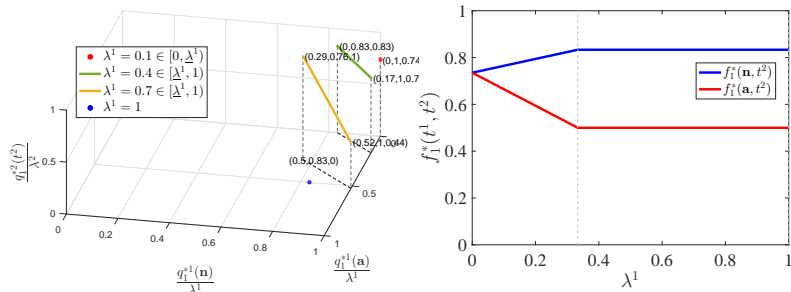 λ¹ = 0.1 ∈ [0, λ̲¹)
λ¹ = 0.4 ∈ [λ̲¹, 1)
λ¹ = 0.7 ∈ [λ̲¹, 1)
λ¹ = 1
(0,0.83,0.83)
(0.29,0.76,1)
(0,1,0.74
(0.17,1,0.7
(0.52,1,0.44)
(0.5,0.83,0)
1
0.5
0
q₁*²(t²)/λ²
0 0.2 0.4 0.6 0.8 1
q₁*¹(n)/λ¹
1 0.5 0
q₁*¹(a)/λ¹
1
0.8
0.6
0.4
0.2
0
f₁*(t¹, t²)
f₁*(n, t²)
f₁*(a, t²)
0 0.2 0.4 0.6 0.8 1
λ¹